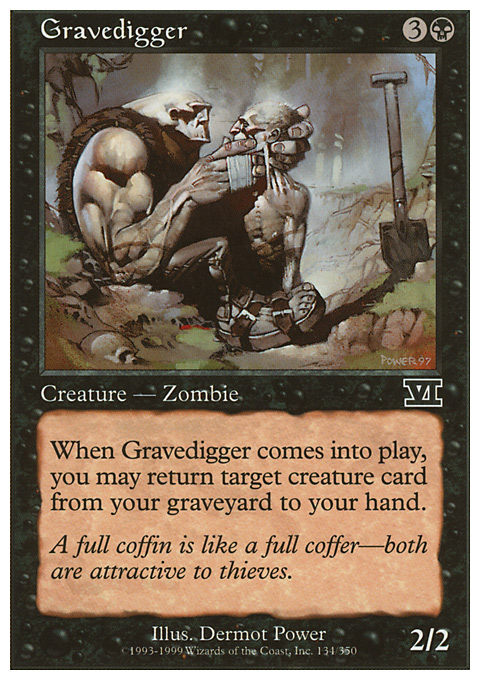 Gravedigger 3
POWER97
Creature — Zombie VI
When Gravedigger comes into play,
you may return target creature card
from your graveyard to your hand.
A full coffin is like a full coffer—both
are attractive to thieves.
Illus. Dermot Power
©1993-1999 Wizards of the Coast, Inc. 134/350
2/2